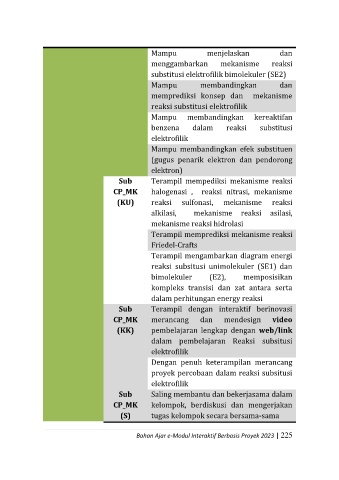 Mampu menjelaskan dan
menggambarkan mekanisme reaksi
substitusi elektrofilik bimolekuler (SE2)
Mampu membandingkan dan
memprediksi konsep dan mekanisme
reaksi substitusi elektrofilik
Mampu membandingkan kereaktifan
benzena dalam reaksi substitusi
elektrofilik
Mampu membandingkan efek substituen
(gugus penarik elektron dan pendorong
elektron)
Sub Terampil mempediksi mekanisme reaksi
CP_MK halogenasi , reaksi nitrasi, mekanisme
(KU) reaksi sulfonasi, mekanisme reaksi
alkilasi, mekanisme reaksi asilasi,
mekanisme reaksi hidrolasi
Terampil memprediksi mekanisme reaksi
Friedel-Crafts
Terampil mengambarkan diagram energi
reaksi subsitusi unimolekuler (SE1) dan
bimolekuler (E2), memposisikan
kompleks transisi dan zat antara serta
dalam perhitungan energy reaksi
Sub Terampil dengan interaktif berinovasi
CP_MK merancang dan mendesign video
(KK) pembelajaran lengkap dengan web/link
dalam pembelajaran Reaksi subsitusi
elektrofilik
Dengan penuh keterampilan merancang
proyek percobaan dalam reaksi subsitusi
elektrofilik
Sub Saling membantu dan bekerjasama dalam
CP_MK kelompok, berdiskusi dan mengerjakan
(S) tugas kelompok secara bersama-sama
Bahan Ajar e-Modul Interaktif Berbasis Proyek 2023 | 225